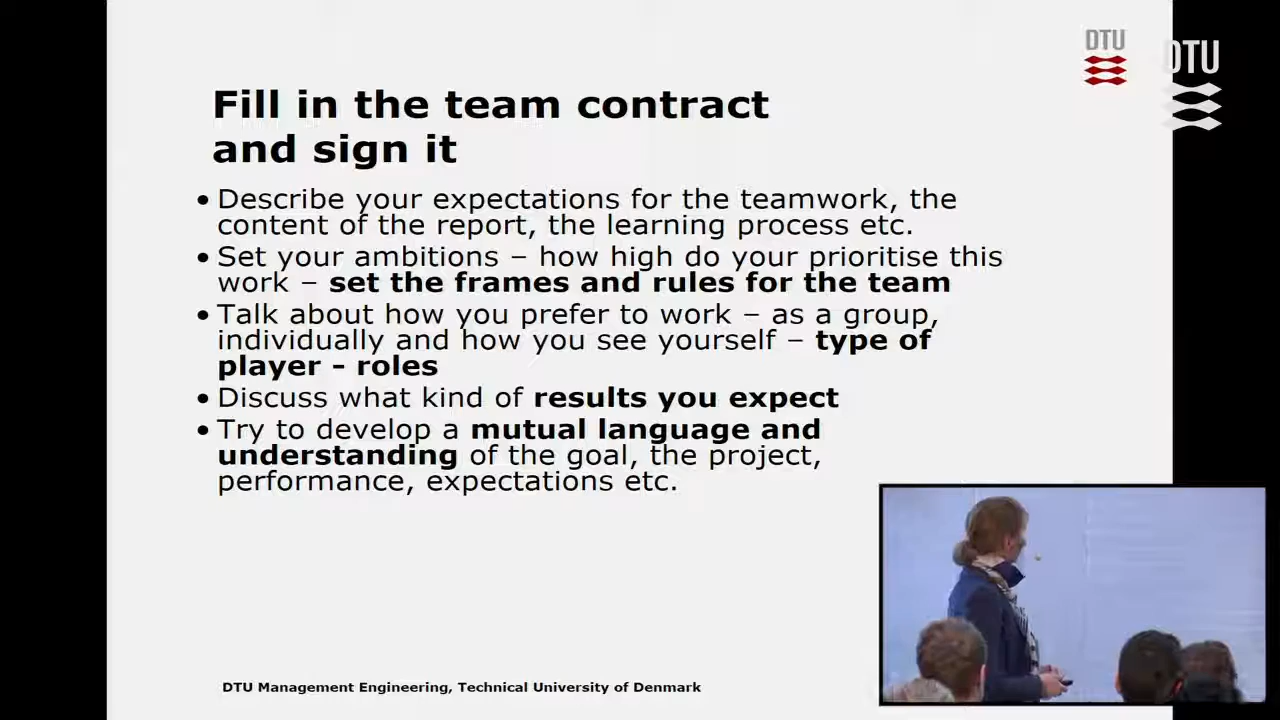 DTU
DTU
Fill in the team contract
and sign it
• Describe your expectations for the teamwork, the
content of the report, the learning process etc.
• Set your ambitions – how high do your prioritise this
work – set the frames and rules for the team
• Talk about how you prefer to work – as a group,
individually and how you see yourself – type of
player - roles
• Discuss what kind of results you expect
• Try to develop a mutual language and
understanding of the goal, the project,
performance, expectations etc.
DTU Management Engineering, Technical University of Denmark